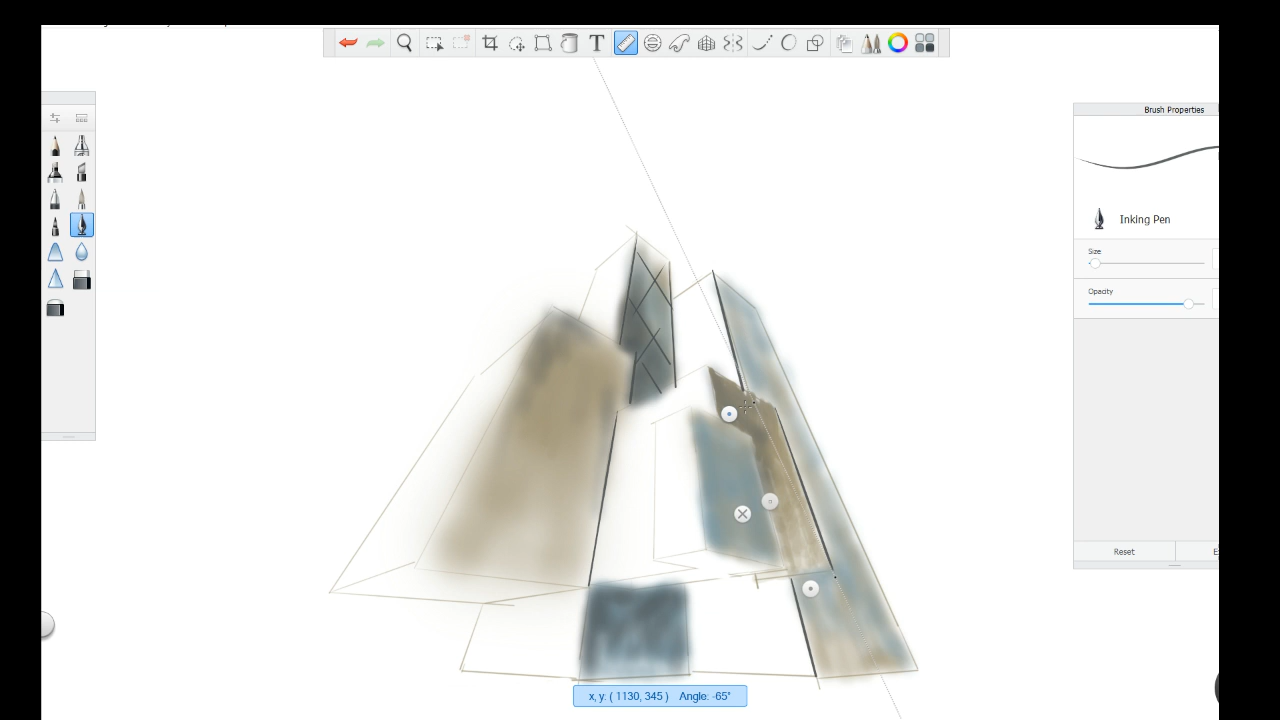 Brush Properties
Inking Pen
Size
Opacity
Reset
x, y: ( 1130, 345 ) Angle: -65°